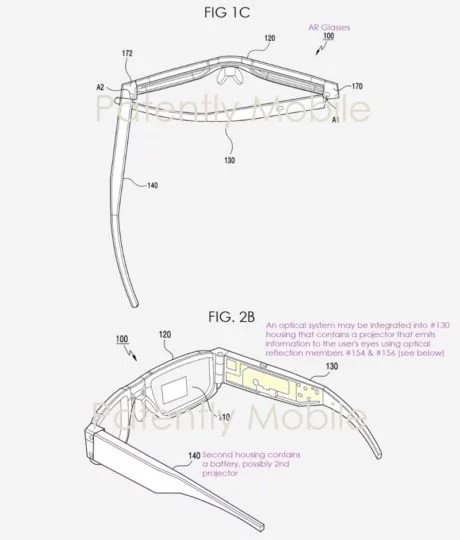 FIG 1C
AR Glasses
120
100
172
A2
170
A1
Patently Mobile
130
140
FIG. 2B
An optical system may be integrated into #130
housing that contains a projector that emits
information to the user's eyes using optical
reflection members #154 & #156 (see below)
120
100
130
110
Patently Mobile
140 Second housing contains
a battery, possibly 2nd
projector